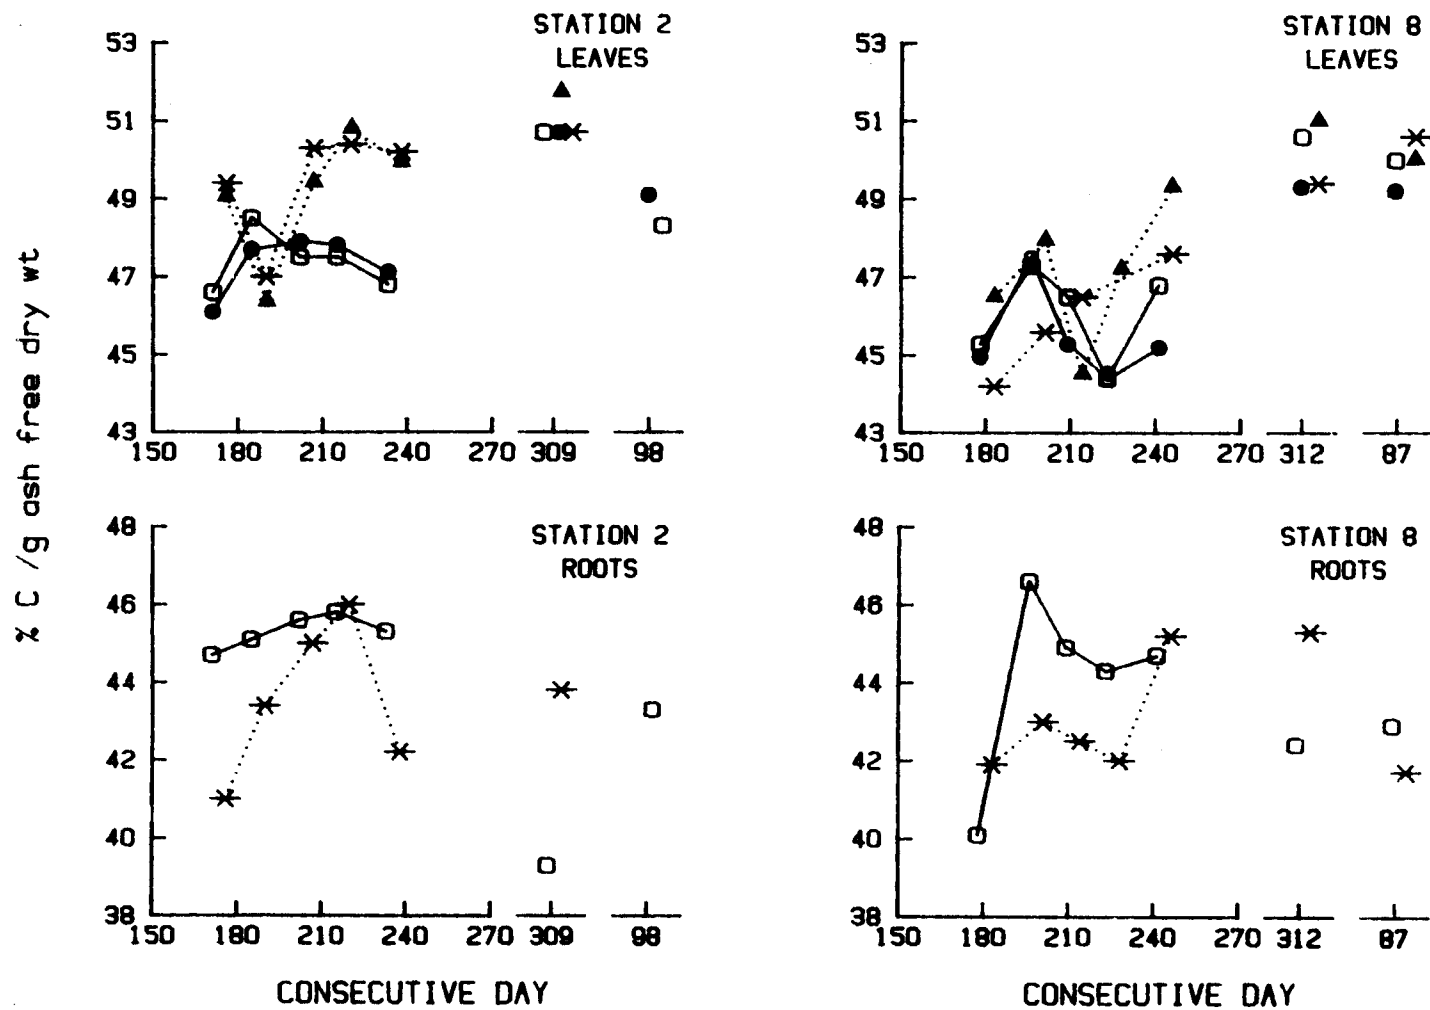 % C /g ash free dry wt
STATION 2
LEAVES
53
51
49
47
45
43
150 180 210 240 270 309 98
STATION 8
LEAVES
53
51
49
47
45
43
150 180 210 240 270 312 87
STATION 2
ROOTS
48
46
44
42
40
38
150 180 210 240 270 309 98
CONSECUTIVE DAY
STATION 8
ROOTS
48
46
44
42
40
38
150 180 210 240 270 312 87
CONSECUTIVE DAY